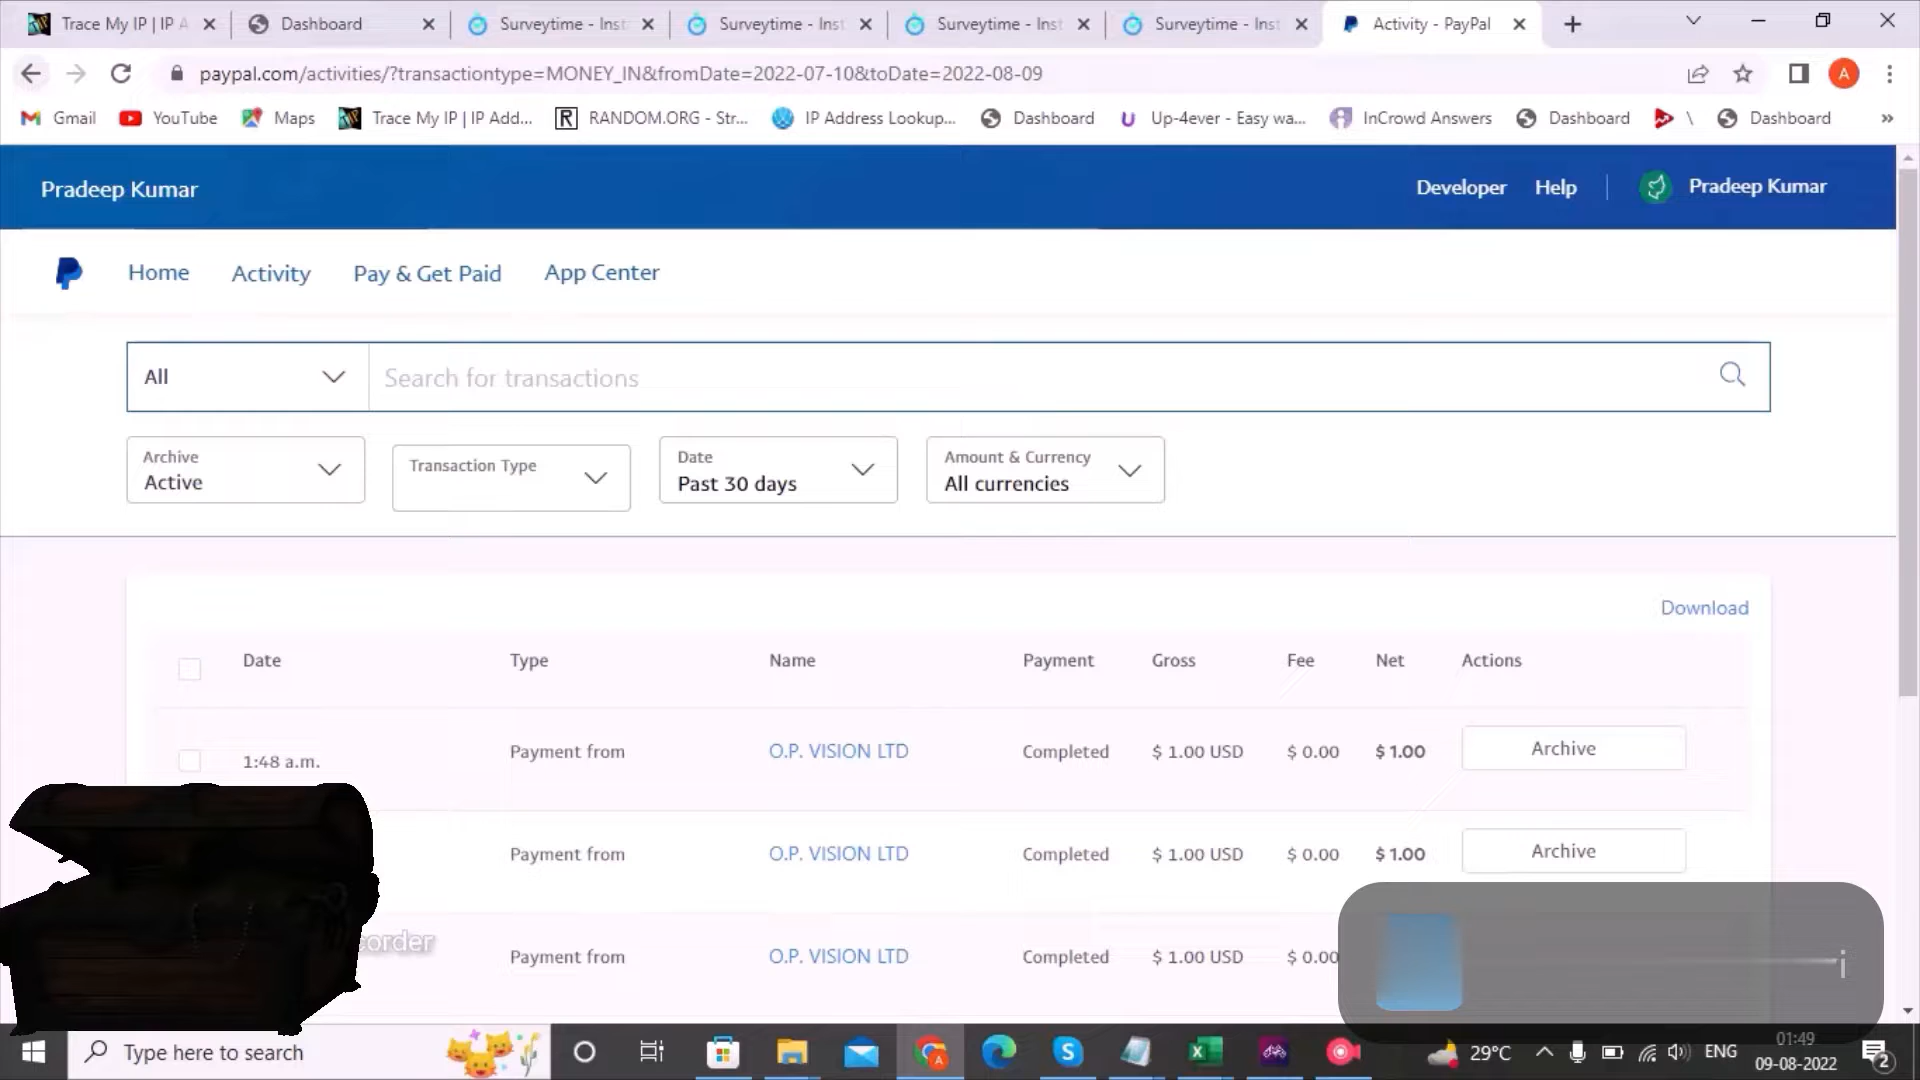 Trace My IP | IP A
Dashboard
Surveytime - Inst
Surveytime - Inst
Surveytime - Inst
Surveytime - Inst
Activity - PayPal
paypal.com/activities/?transactiontype=MONEY_IN&fromDate=2022-07-10&toDate=2022-08-09
A
Gmail
YouTube
Maps
Trace My IP | IP Add...
RANDOM.ORG - Str...
IP Address Lookup...
Dashboard
Up-4ever - Easy wa...
InCrowd Answers
Dashboard
\
Dashboard
»
Pradeep Kumar
Developer
Help
Pradeep Kumar
Home
Activity
Pay & Get Paid
App Center
All
Search for transactions
Archive
Active
Transaction Type
Date
Past 30 days
Amount & Currency
All currencies
Download
Date Type Name Payment Gross Fee Net Actions
1:48 a.m. Payment from O.P. VISION LTD Completed $ 1.00 USD $ 0.00 $ 1.00 Archive
Payment from O.P. VISION LTD Completed $ 1.00 USD $ 0.00 $ 1.00 Archive
Payment from O.P. VISION LTD Completed $ 1.00 USD $ 0.00
corder
i
Type here to search
29°C
ENG
01:49
09-08-2022
2